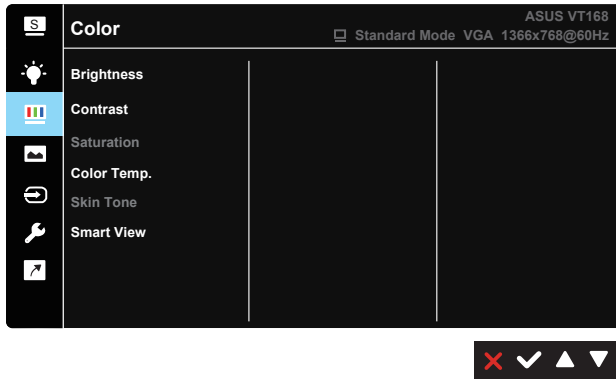 S
Color
ASUS VT168
Standard Mode VGA 1366x768@60Hz
Brightness
Contrast
Saturation
Color Temp.
Skin Tone
Smart View